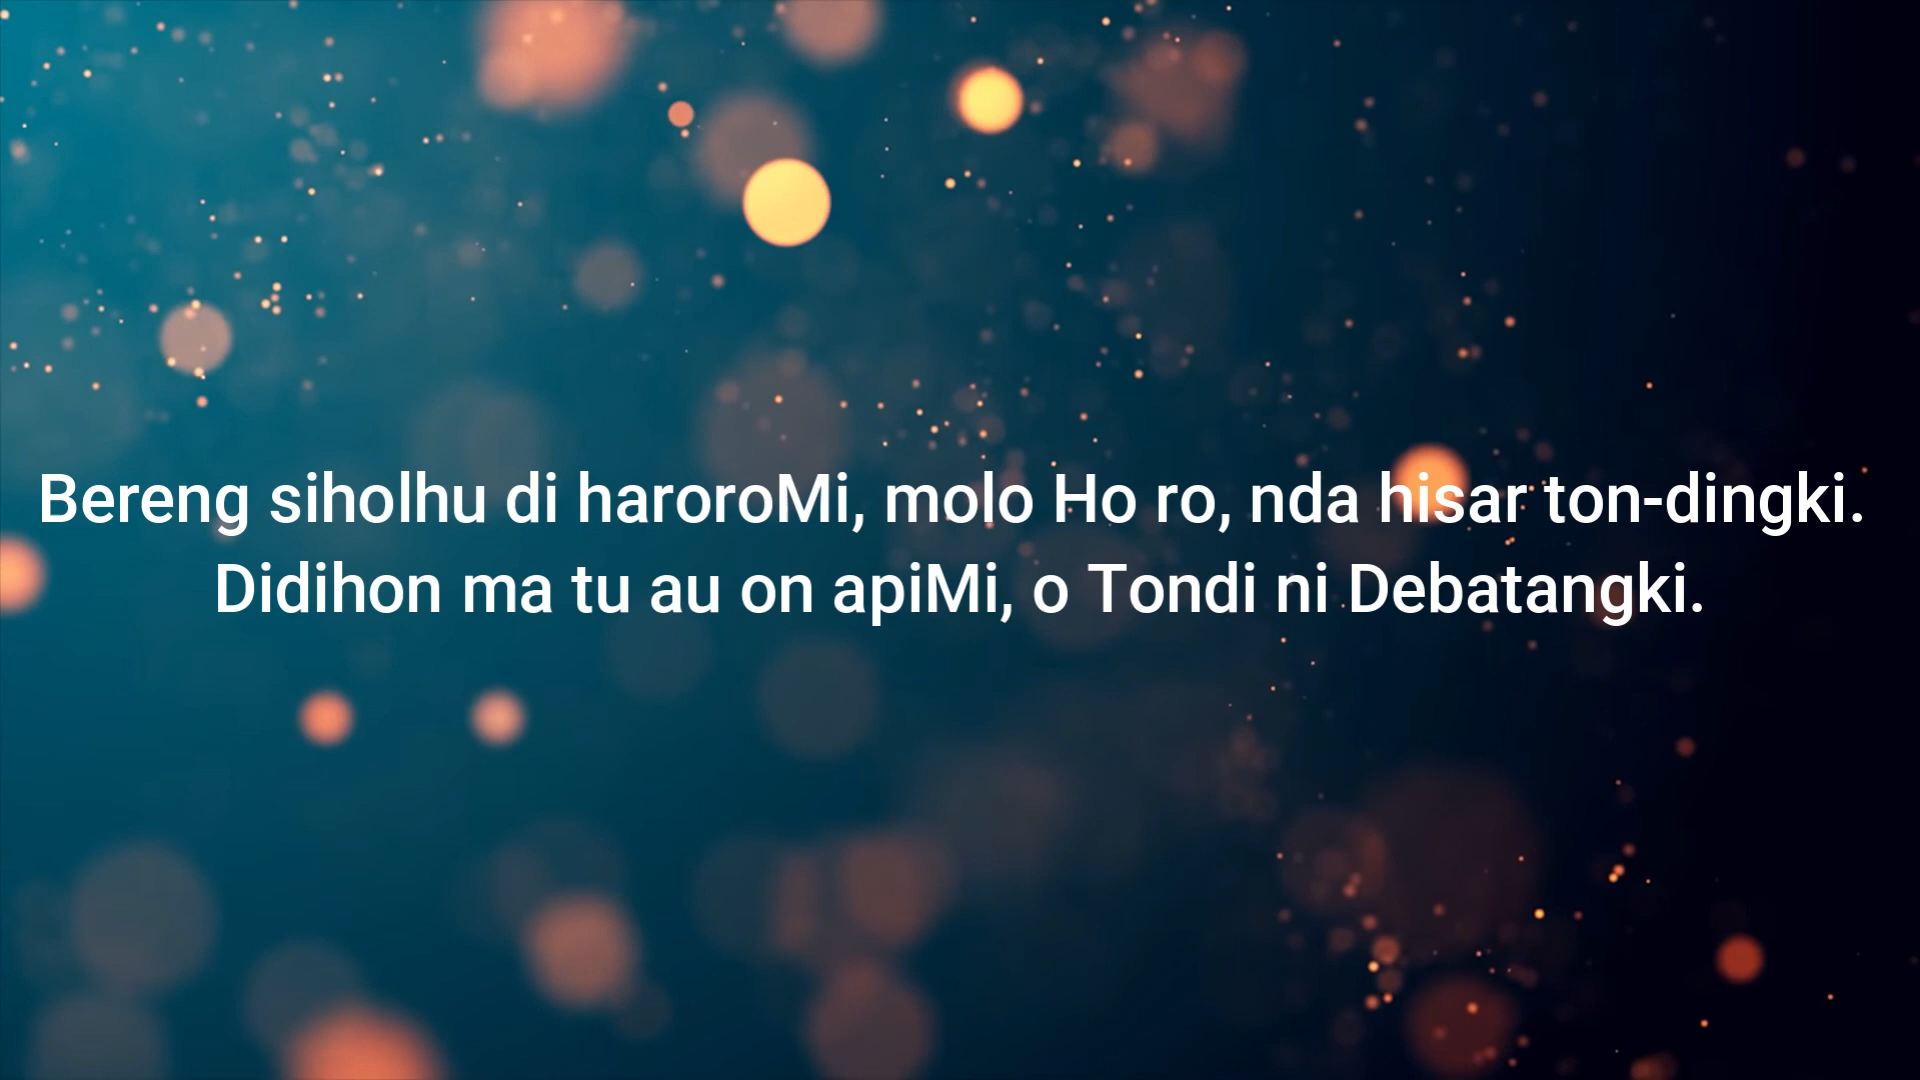 Bereng siholhu di haroroMi, molo Ho ro, nda hisar ton-dingki.
Didihon ma tu au on apiMi, o Tondi ni Debatangki.